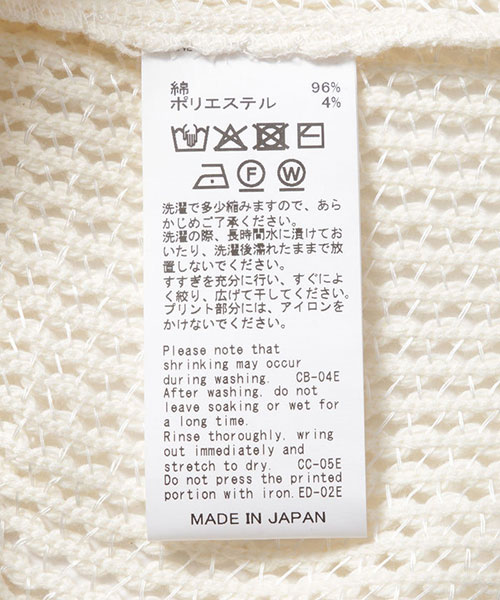 綿 96%
ポリエステル 4%
F W
洗濯で多少縮みますので、あら
かじめご了承ください。
洗濯の際、長時間水に漬けてお
いたり、洗濯後濡れたままで放
置しないでください。
すすぎを充分に行い、すぐによ
く絞り、広げて干してください。
プリント部分には、アイロンを
かけないでください。
Please note that
shrinking may occur
during washing. CB-04E
After washing, do not
leave soaking or wet for
a long time.
Rinse thoroughly, wring
out immediately and
stretch to dry. CC-05E
Do not press the printed
portion with iron. ED-02E
MADE IN JAPAN